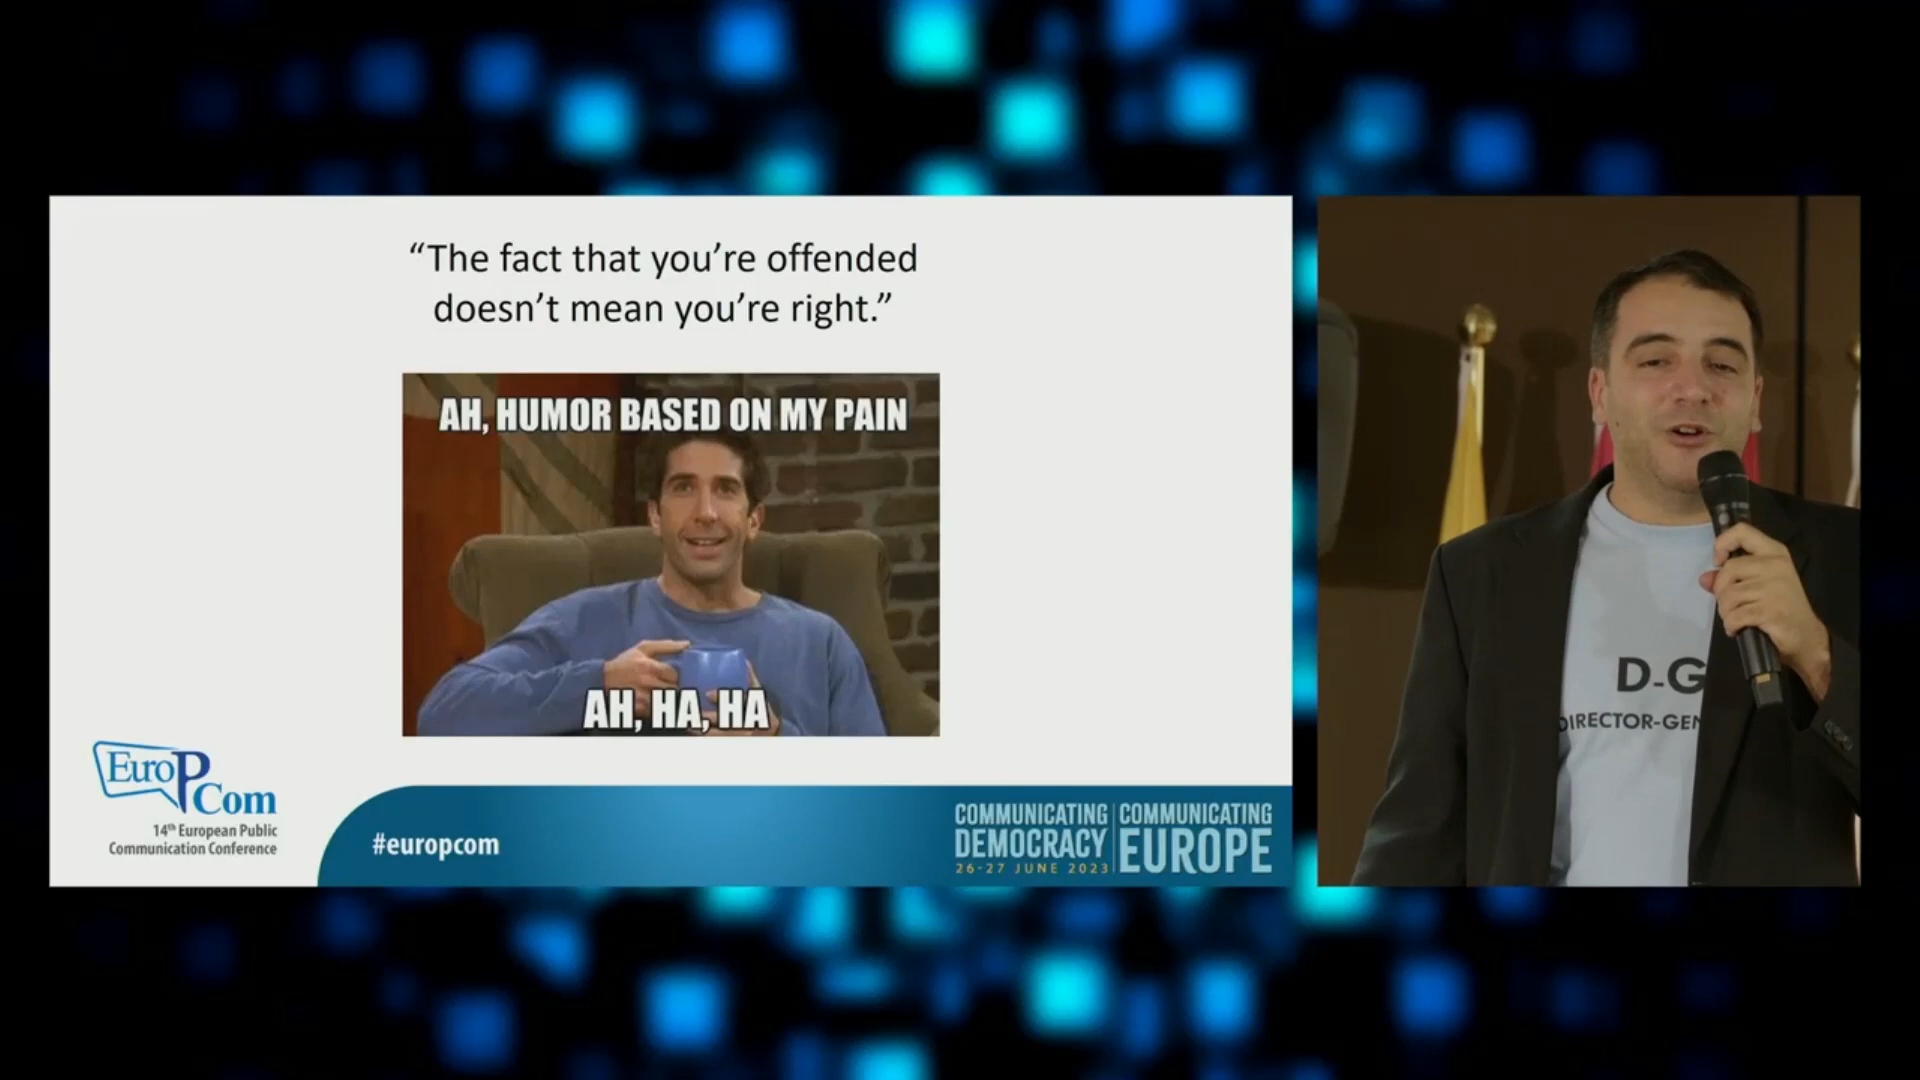 “The fact that you’re offended
doesn’t mean you’re right.”
AH, HUMOR BASED ON MY PAIN
AH, HA, HA
EuroPCom
14th European Public
Communication Conference
#europcom
COMMUNICATING
DEMOCRACY
26-27 JUNE 2023
COMMUNICATING
EUROPE
D-G
DIRECTOR-GEN